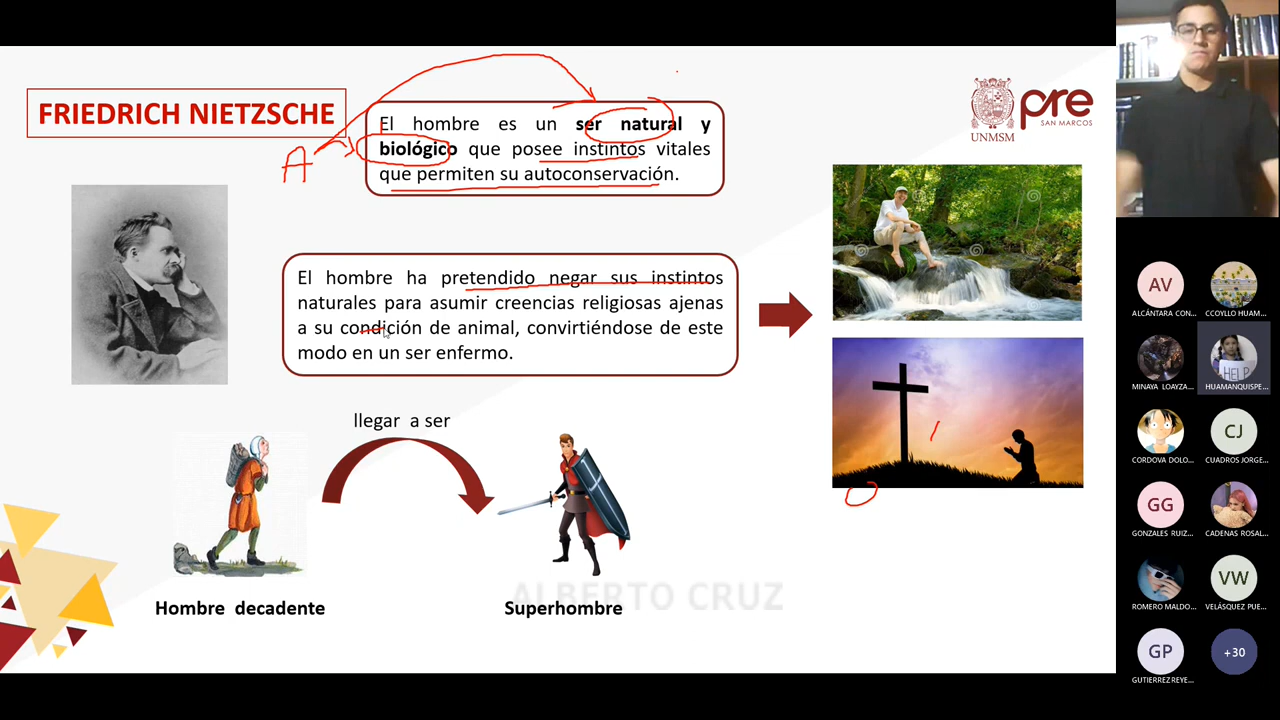 FRIEDRICH NIETZSCHE
A
El hombre es un ser natural y
biológico que posee instintos vitales
que permiten su autoconservación.
El hombre ha pretendido negar sus instintos
naturales para asumir creencias religiosas ajenas
a su condición de animal, convirtiéndose de este
modo en un ser enfermo.
llegar a ser
Hombre decadente
Superhombre
ALBERTO CRUZ
UNMSM
pre
SAN MARCOS
AV
ALCÁNTARA CON...
CCOYLLO HUAM...
MINAYA LOAYZA...
HELP
HUAMANQUISPE...
CORDOVA DOLO...
CJ
CUADROS JORGE...
GG
GONZALES RUIZ...
CADENAS ROSAL...
ROMERO MALDO...
VW
VELÁSQUEZ PUE...
GP
GUTIERREZ REYE...
+30